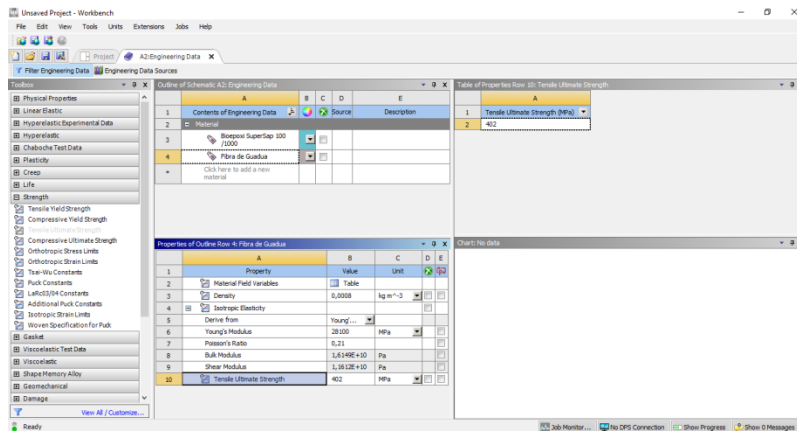 Unsaved Project - Workbench
File Edit View Tools Units Extensions Jobs Help
Project A2:Engineering Data X
Filter Engineering Data Engineering Data Sources
Toolbox
Physical Properties
Linear Elastic
Hyperelastic Experimental Data
Hyperelastic
Chaboche Test Data
Plasticity
Creep
Life
Strength
Tensile Yield Strength
Compressive Yield Strength
Tensile Ultimate Strength
Compressive Ultimate Strength
Orthotropic Stress Limits
Orthotropic Strain Limits
Tsai-Wu Constants
Puck Constants
LaRc03/04 Constants
Additional Puck Constants
Isotropic Strain Limits
Woven Specification for Puck
Gasket
Viscoelastic Test Data
Viscoelastic
Shape Memory Alloy
Geomechanical
Damage
View All / Customize...
Outline of Schematic A2: Engineering Data
A B C D E
1 Contents of Engineering Data Source Description
2 Material
3 Bioepoxi SuperSap 100
/1000
4 Fibra de Guadua
* Click here to add a new
material
Properties of Outline Row 4: Fibra de Guadua
A B C D E
1 Property Value Unit
2 Material Field Variables Table
3 Density 0,0008 kg m^-3
4 Isotropic Elasticity
5 Derive from Young'...
6 Young's Modulus 28100 MPa
7 Poisson's Ratio 0,21
8 Bulk Modulus 1,6149E+10 Pa
9 Shear Modulus 1,1612E+10 Pa
10 Tensile Ultimate Strength 402 MPa
Table of Properties Row 10: Tensile Ultimate Strength
A
1 Tensile Ultimate Strength (MPa)
2 402
Chart: No data
Ready
Job Monitor... No DPS Connection Show Progress Show 0 Messages